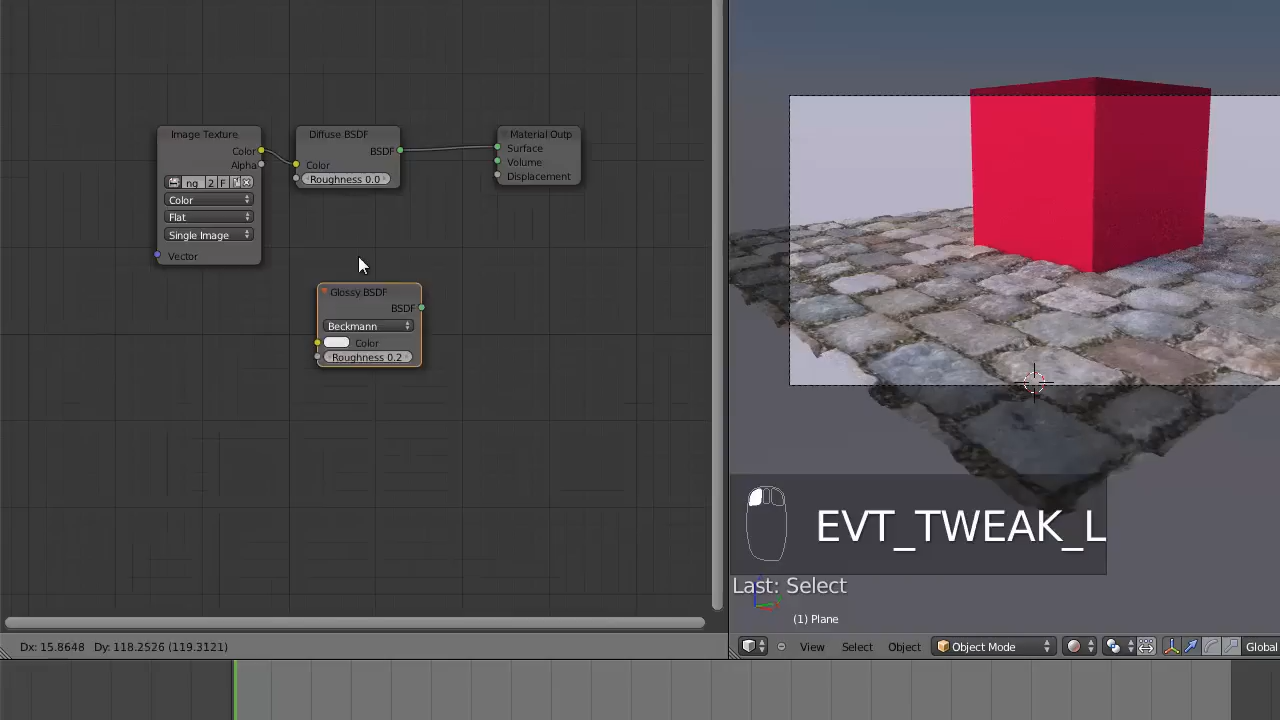 Image Texture
Color
Alpha
ng 2 F
Color
Flat
Single Image
Vector
Diffuse BSDF
BSDF
Color
Roughness 0.0
Material Outp
Surface
Volume
Displacement
Glossy BSDF
BSDF
Beckmann
Color
Roughness 0.2
EVT_TWEAK_L
Last: Select
(1) Plane
Dx: 15.8648 Dy: 118.2526 (119.3121)
View Select Object Object Mode Global